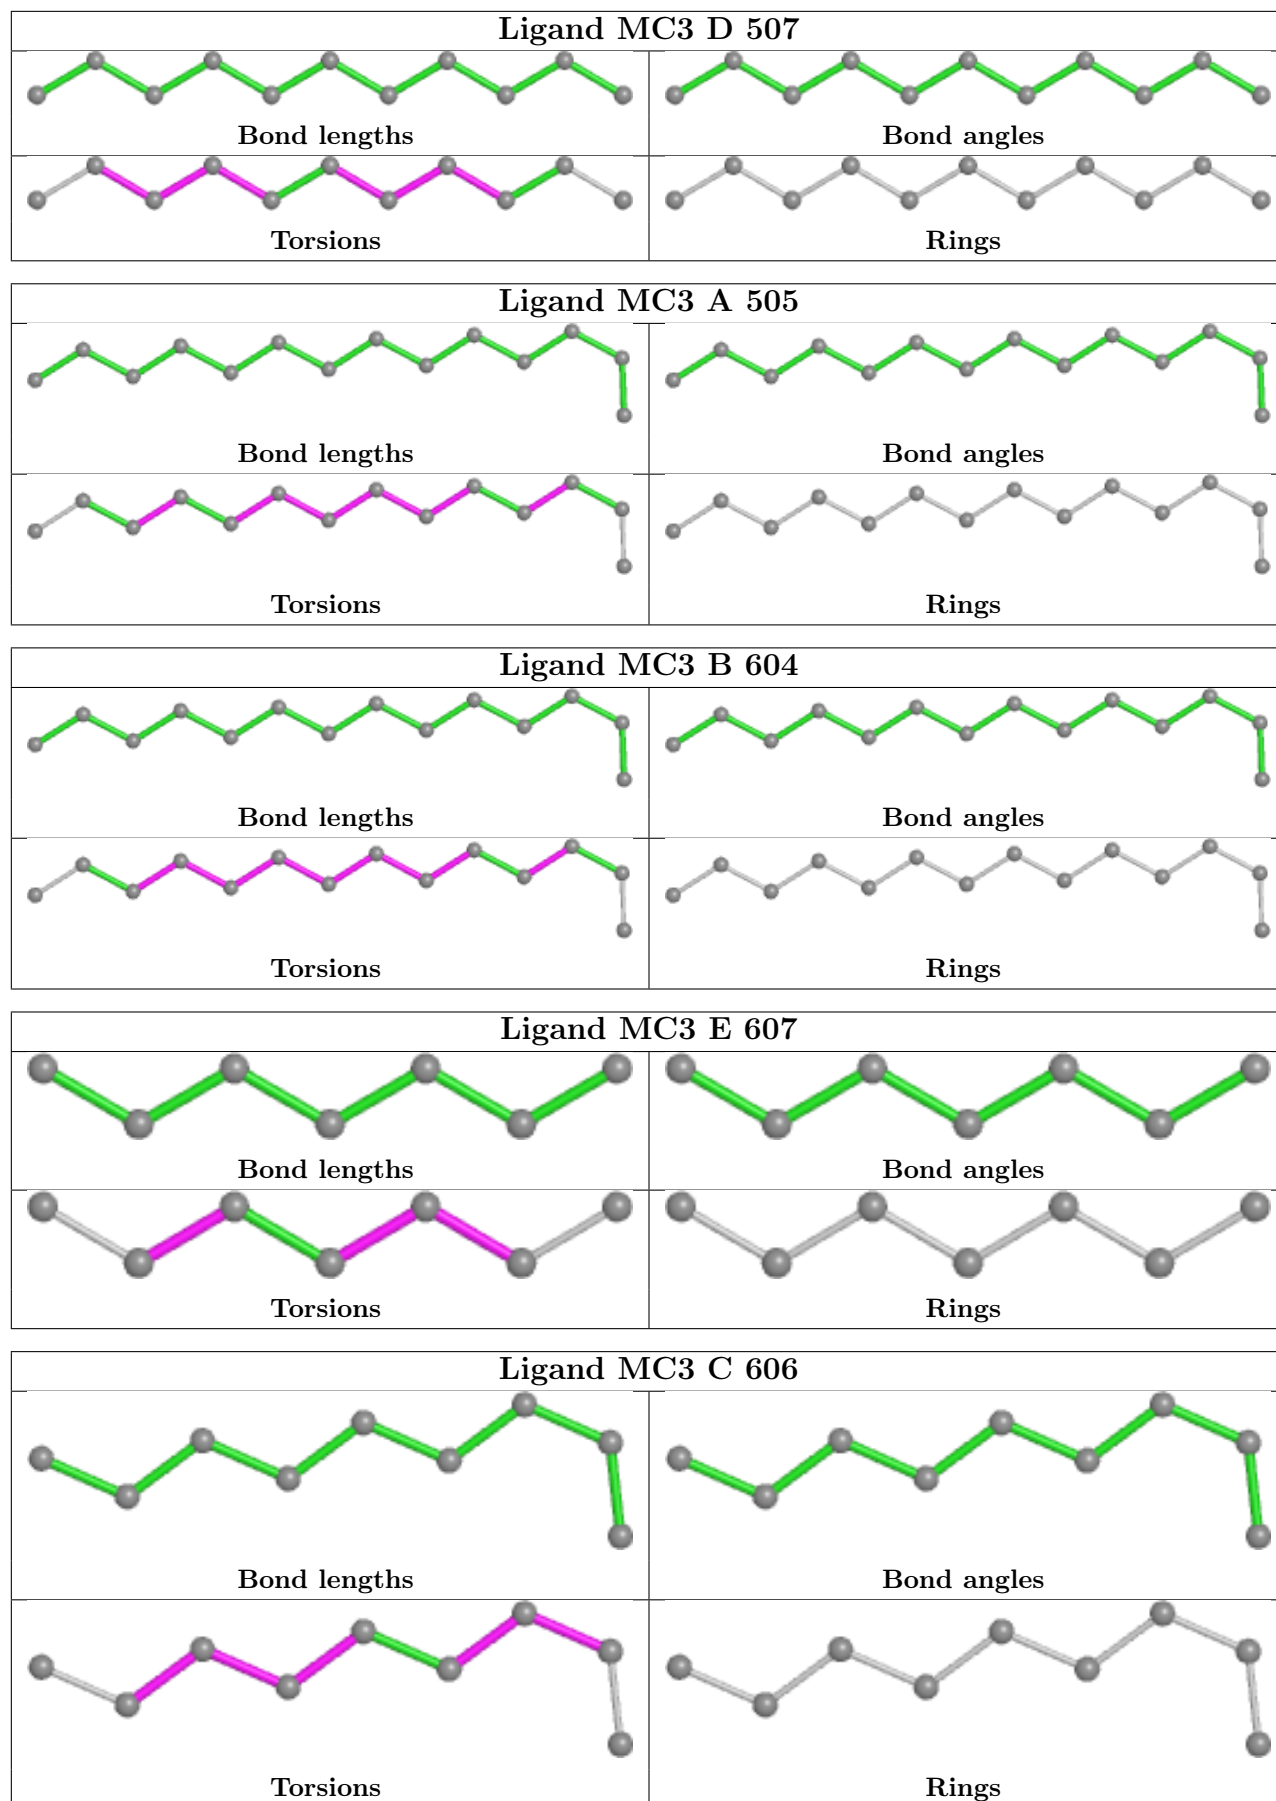 Ligand MC3 D 507
Bond lengths
Bond angles
Torsions
Rings
Ligand MC3 A 505
Bond lengths
Bond angles
Torsions
Rings
Ligand MC3 B 604
Bond lengths
Bond angles
Torsions
Rings
Ligand MC3 E 607
Bond lengths
Bond angles
Torsions
Rings
Ligand MC3 C 606
Bond lengths
Bond angles
Torsions
Rings